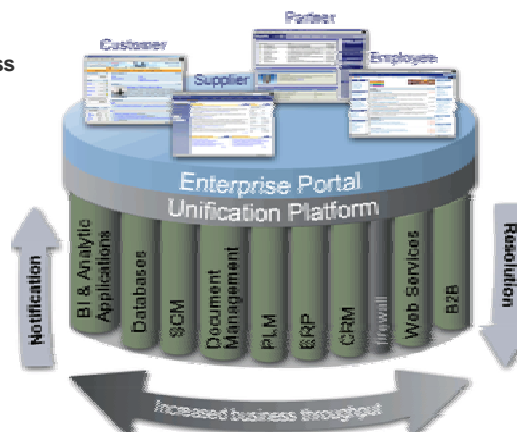 Partner
Customer
ss
Employee
Supplier
Enterprise Portal
Unification Platform
Notification
BI & Analytic
Applications
Databases
SCM
Document
Management
PLM
ERP
CRM
firewall
Web Services
B2B
Resolution
Increased business throughput